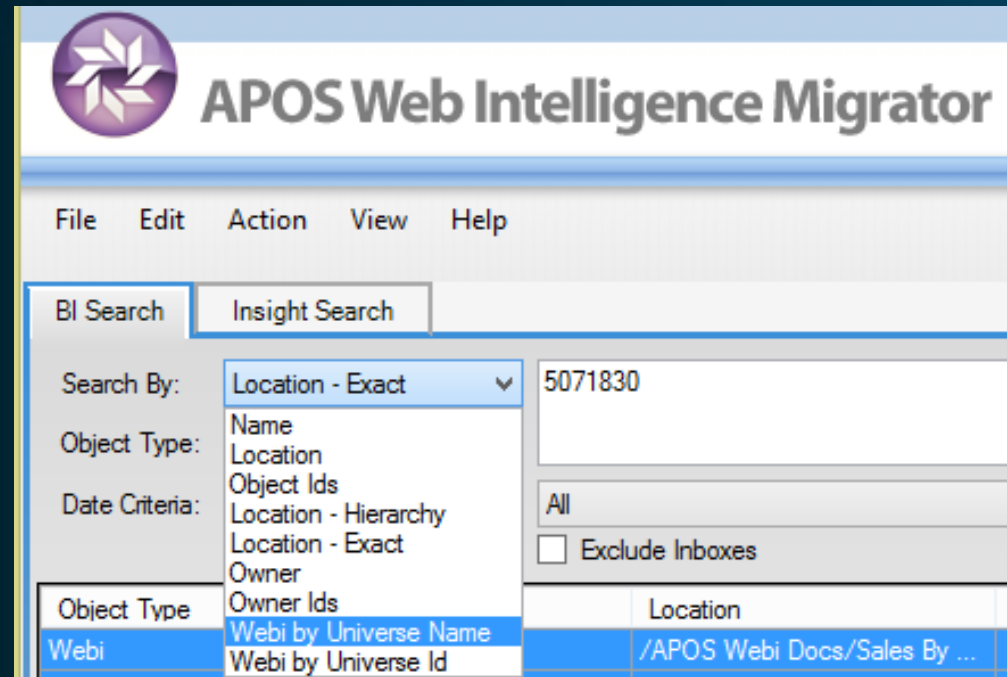 APOS Web Intelligence Migrator
File Edit Action View Help
BI Search Insight Search
Search By: Location - Exact 5071830
Name
Object Type:
Location
Object Ids
Date Criteria: All
Location - Hierarchy
Location - Exact
Exclude Inboxes
Owner
Owner Ids
Object Type Location
Webi by Universe Name
Webi /APOS Webi Docs/Sales By ...
Webi by Universe Id